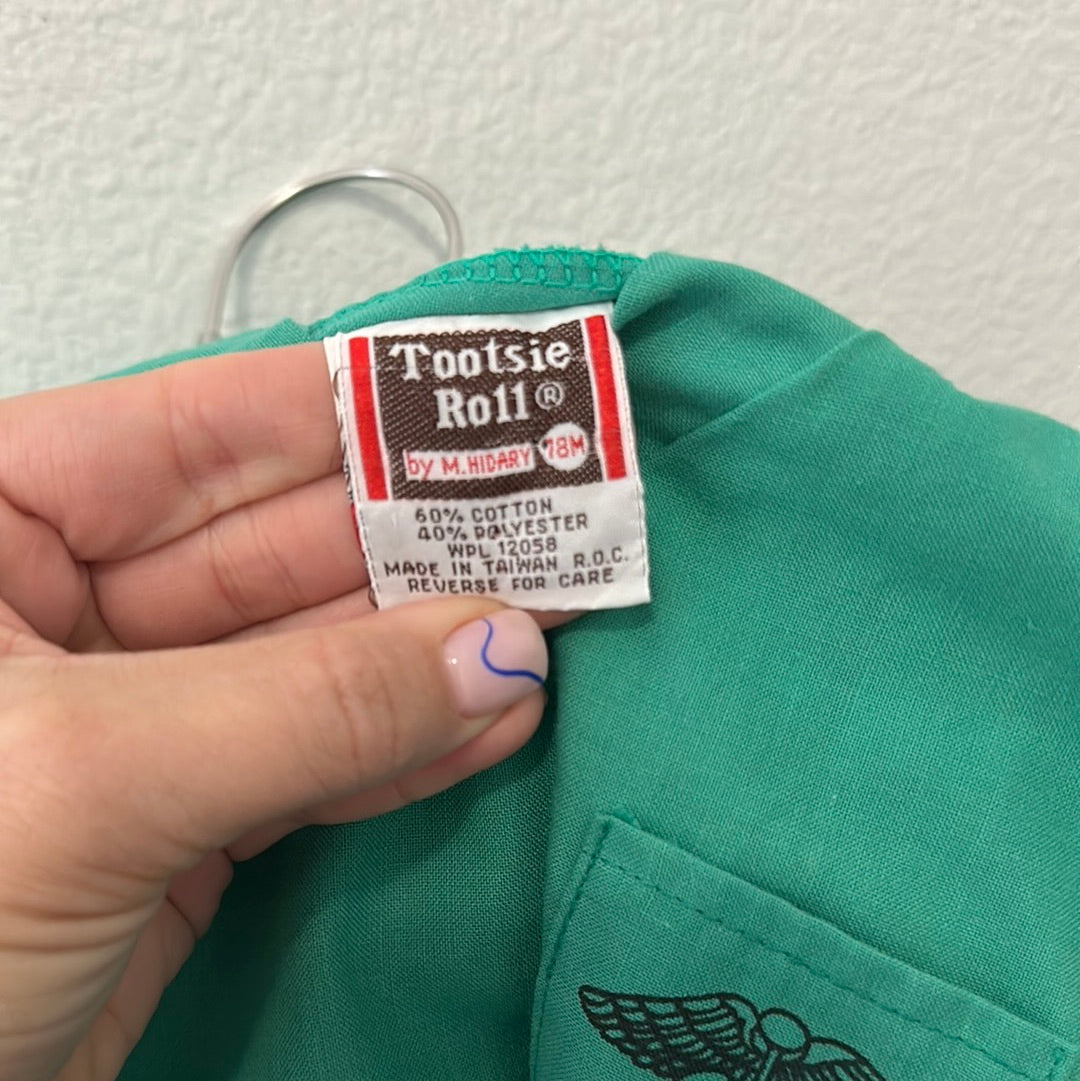 Tootsie
Roll®
by M.HIDARY 18M
60% COTTON
40% POLYESTER
WPL 12058
MADE IN TAIWAN R.O.C.
REVERSE FOR CARE